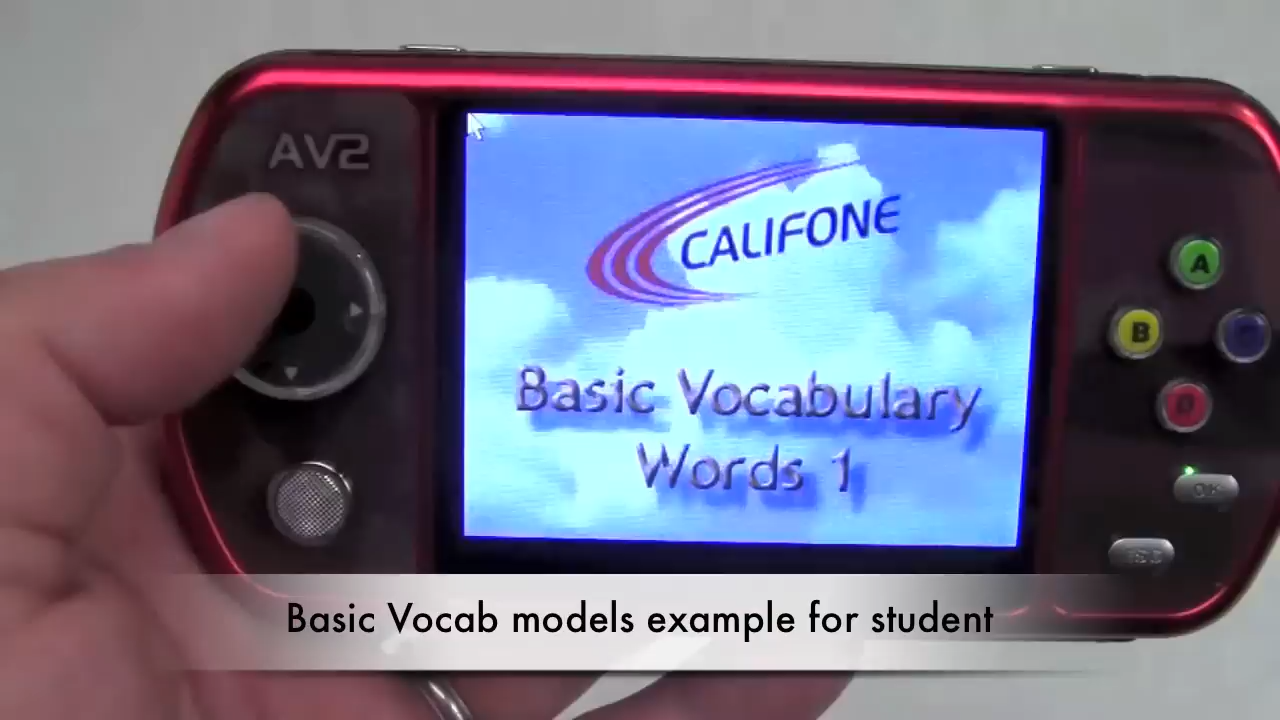 AV2
CALIFONE
Basic Vocabulary
Words 1
A
B
OK
Basic Vocab models example for student